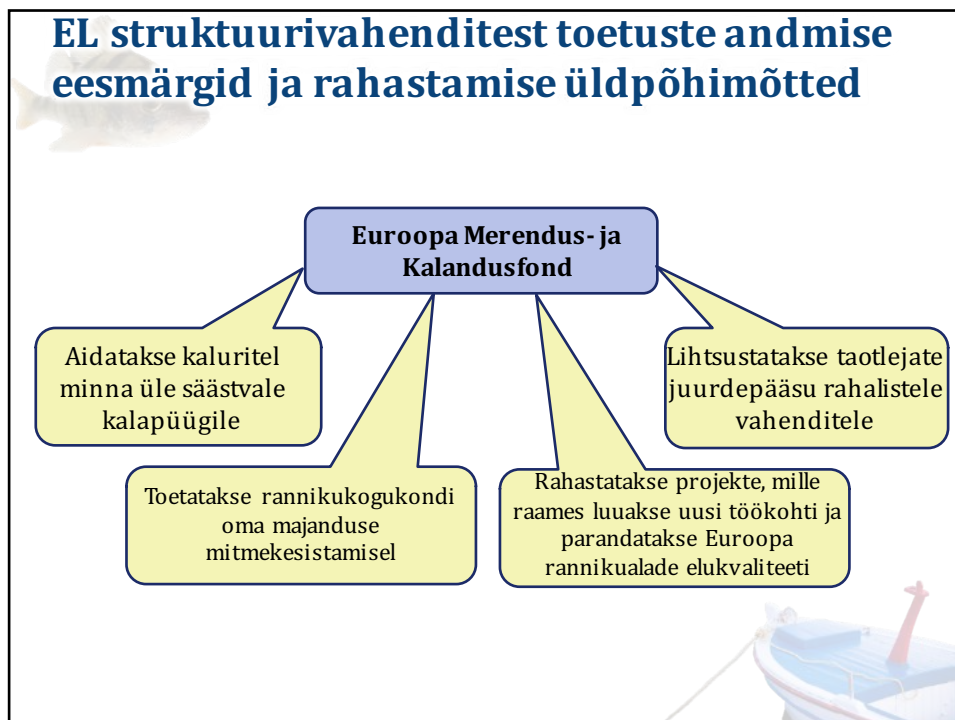 EL struktuurivahenditest toetuste andmise
eesmärgid ja rahastamise üldpõhimõtted
Euroopa Merendus- ja
Kalandusfond
Aidatakse kaluritel
minna üle säästvale
kalapüügile
Lihtsustatakse taotlejate
juurdepääsu rahalistele
vahenditele
Toetatakse rannikukogukondi
oma majanduse
mitmekesistamisel
Rahastatakse projekte, mille
raames luuakse uusi töökohti ja
parandatakse Euroopa
rannikualade elukvaliteeti